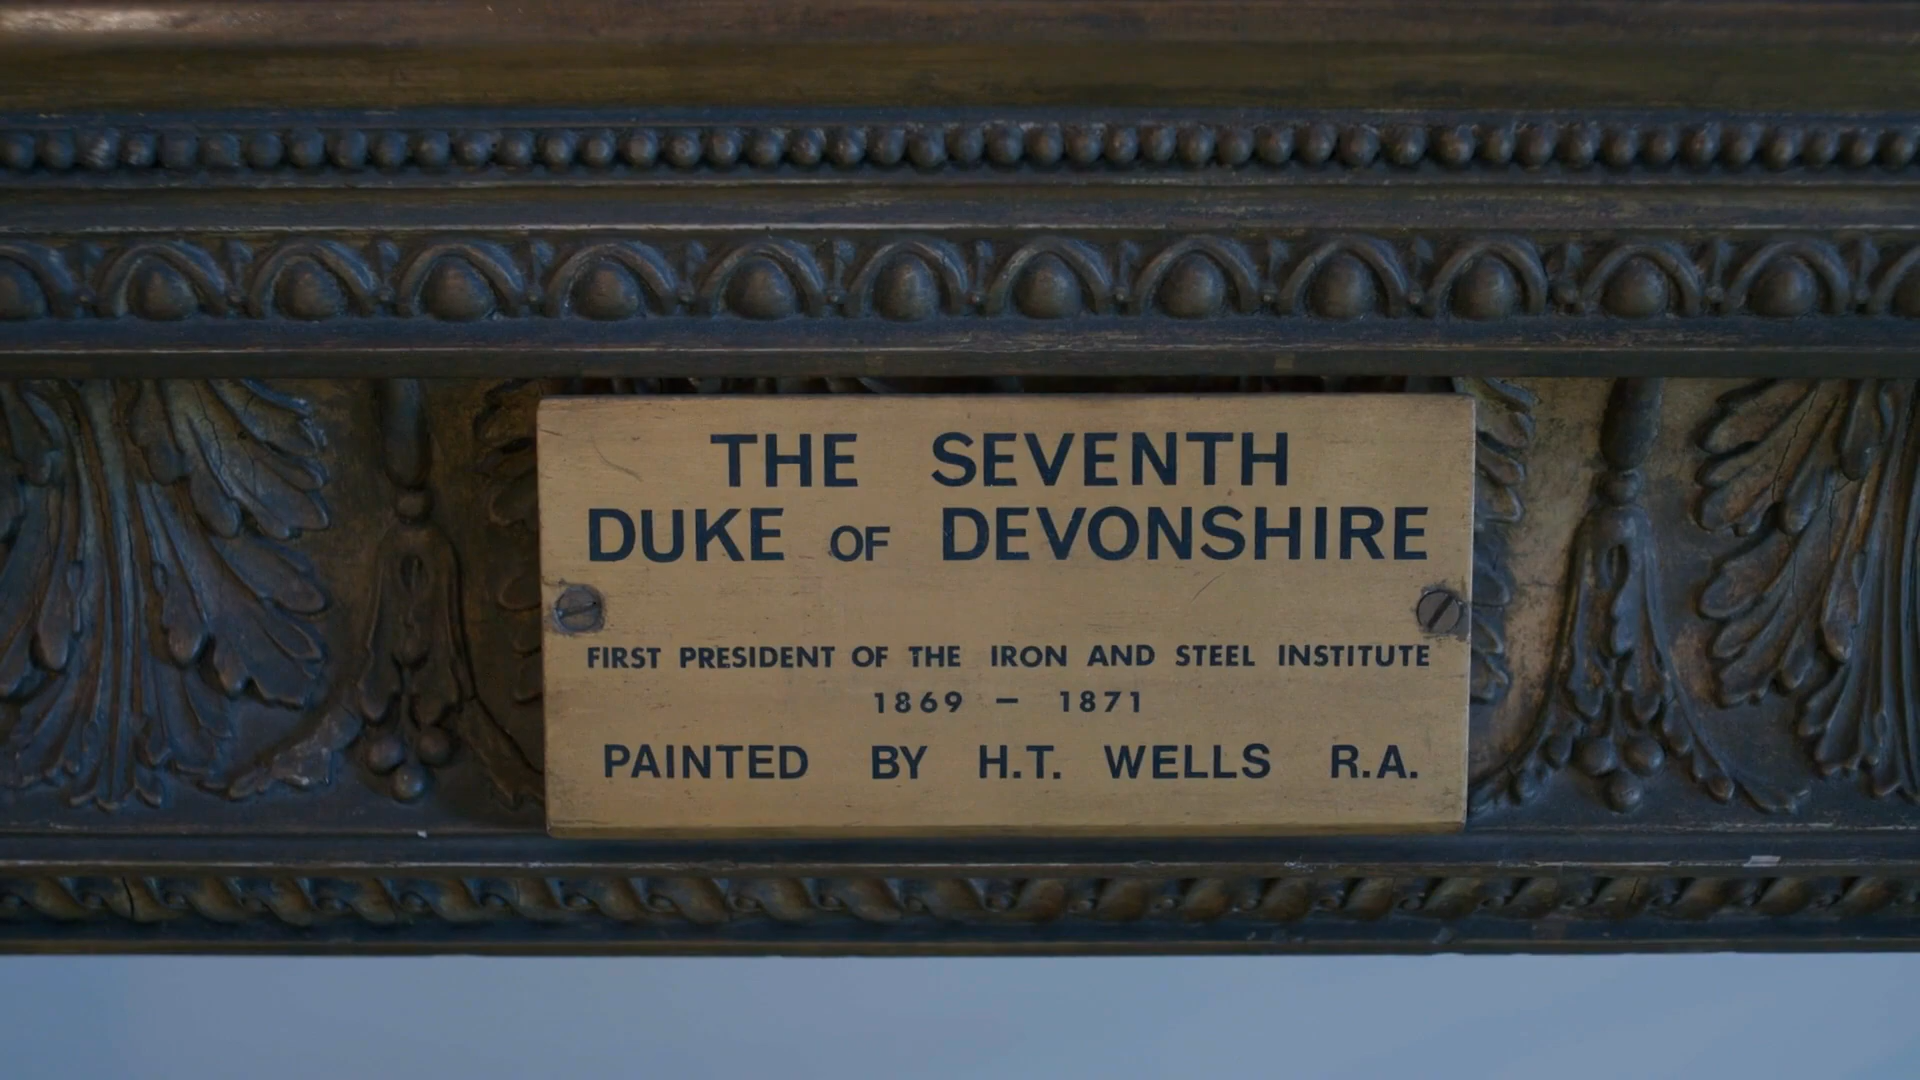 THE SEVENTH
DUKE OF DEVONSHIRE
FIRST PRESIDENT OF THE IRON AND STEEL INSTITUTE
1869 – 1871
PAINTED BY H.T. WELLS R.A.